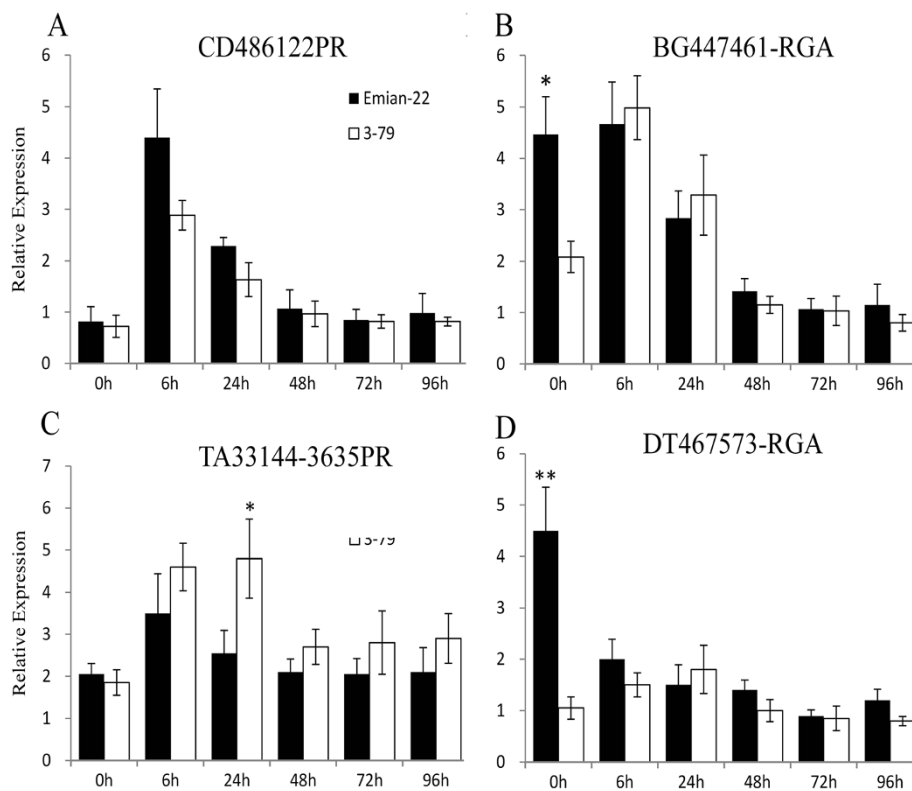 A
CD486122PR
6
5
4
3
2
1
0
Relative Expression
Emian-22
3-79
0h 6h 24h 48h 72h 96h
B
BG447461-RGA
6
5
4
3
2
1
0
*
0h 6h 24h 48h 72h 96h
C
TA33144-3635PR
7
6
5
4
3
2
1
0
Relative Expression
*
0h 6h 24h 48h 72h 96h
D
DT467573-RGA
6
5
4
3
2
1
0
**
0h 6h 24h 48h 72h 96h